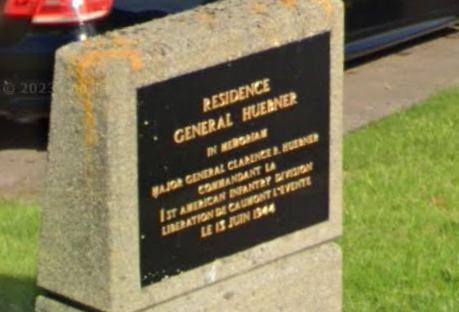 RESIDENCE
GENERAL HUEBNER
IN MEMORIAM
MAJOR GENERAL CLARENCE R. HUEBNER
COMMANDANT LA
1ST AMERICAN INFANTRY DIVISION
LIBERATION DE CAUMONT L'EVENTE
LE 13 JUIN 1944